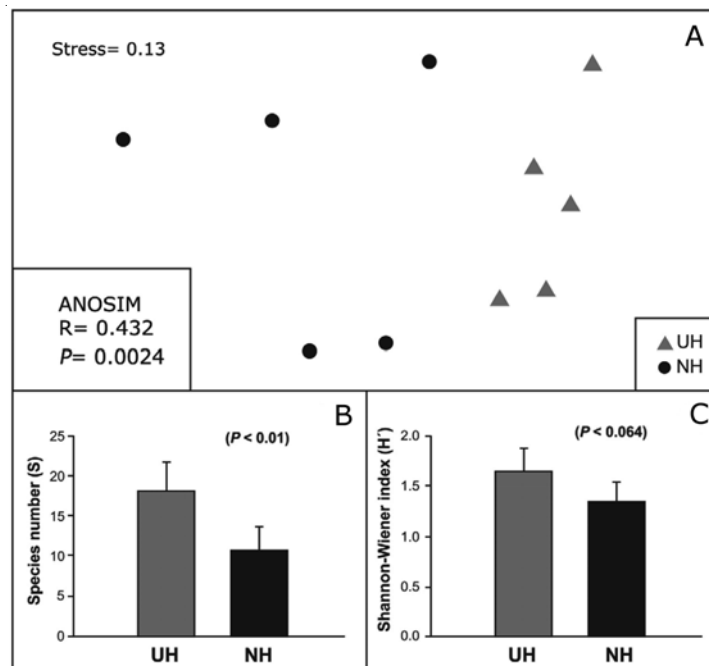 A
Stress= 0.13
ANOSIM
R= 0.432
P= 0.0024
UH
NH
B
(P < 0.01)
Species number (S)
25
20
15
10
5
0
UH NH
C
(P < 0.064)
Shannon-Wiener index (H´)
2.0
1.5
1.0
0.5
0.0
UH NH